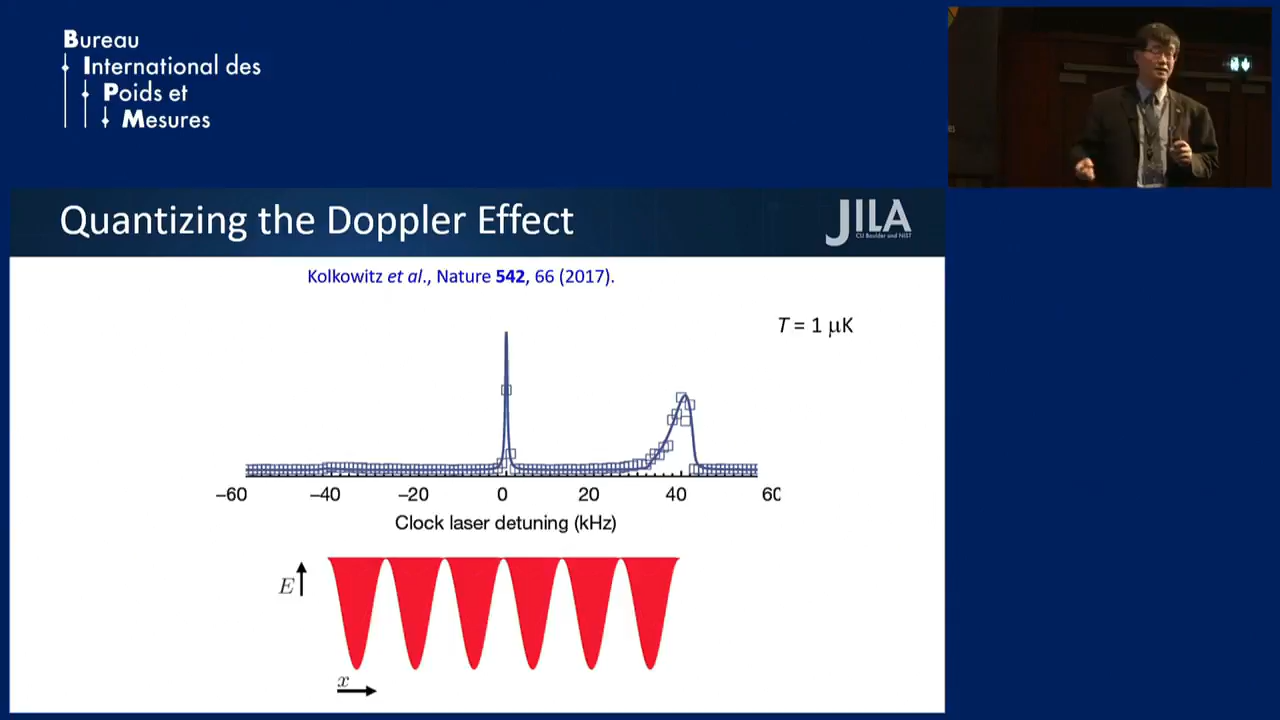 Bureau
International des
Poids et
Mesures
Quantizing the Doppler Effect
JILA
CU Boulder and NIST
Kolkowitz et al., Nature 542, 66 (2017).
T = 1 μK
−60 −40 −20 0 20 40 60
Clock laser detuning (kHz)
E
x